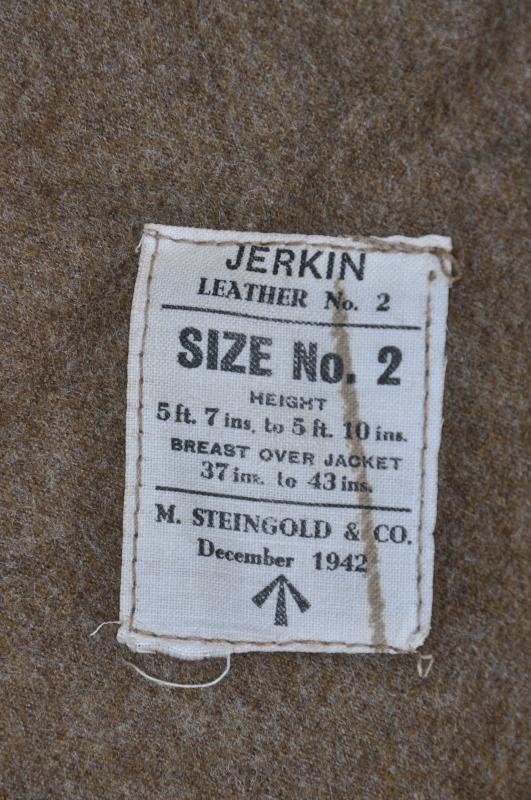 JERKIN
LEATHER No. 2
SIZE No. 2
HEIGHT
5 ft. 7 ins. to 5 ft. 10 ins.
BREAST OVER JACKET
37 ins. to 43 ins.
M. STEINGOLD & CO.
December 1942